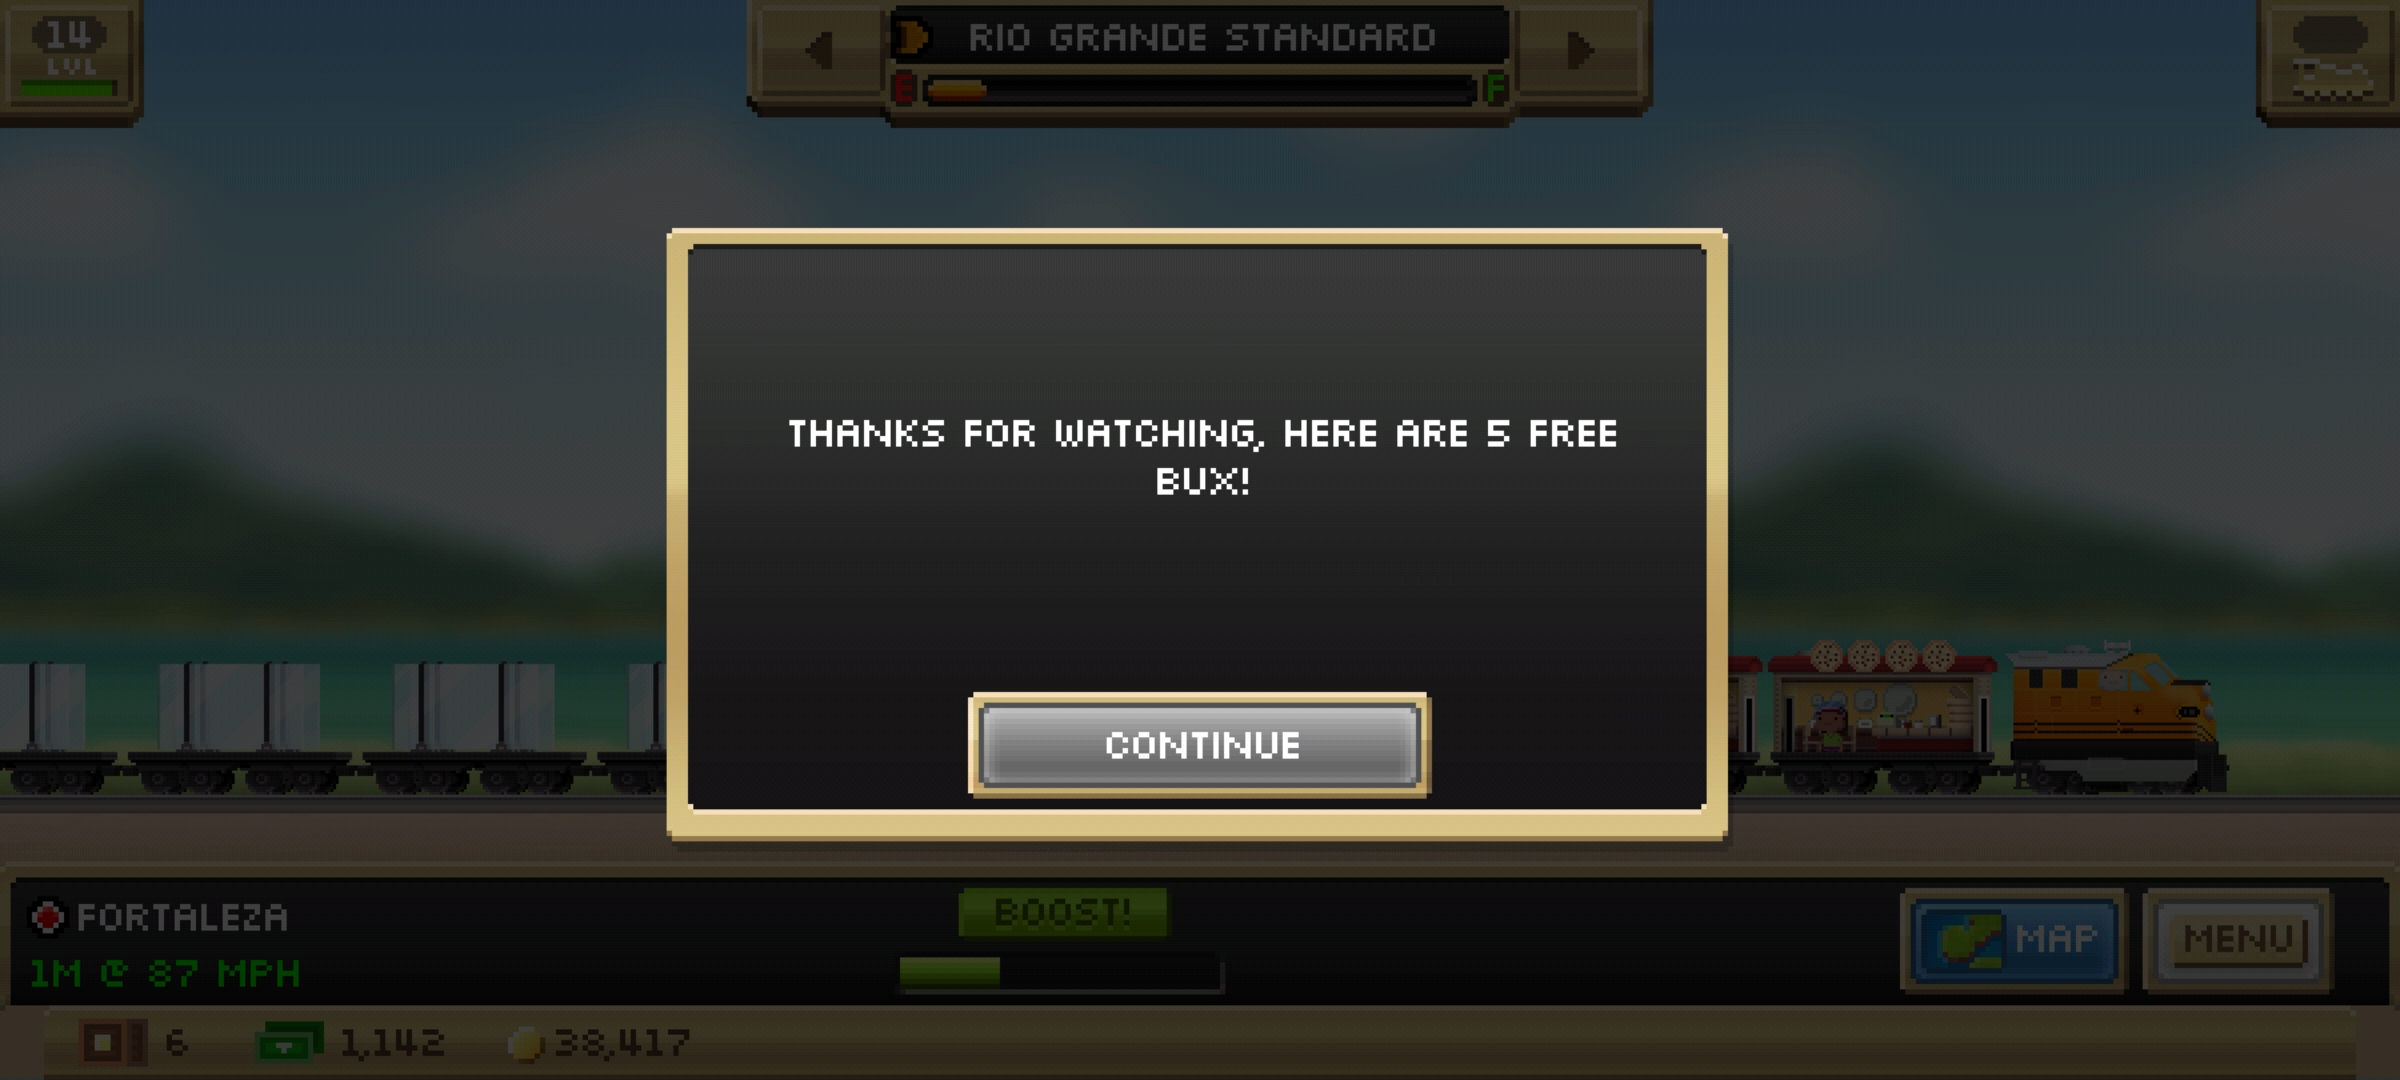 14
LVL
RIO GRANDE STANDARD
E
F
THANKS FOR WATCHING, HERE ARE 5 FREE
BUX!
CONTINUE
FORTALEZA
1M @ 87 MPH
BOOST!
MAP
MENU
6
1,142
38,417